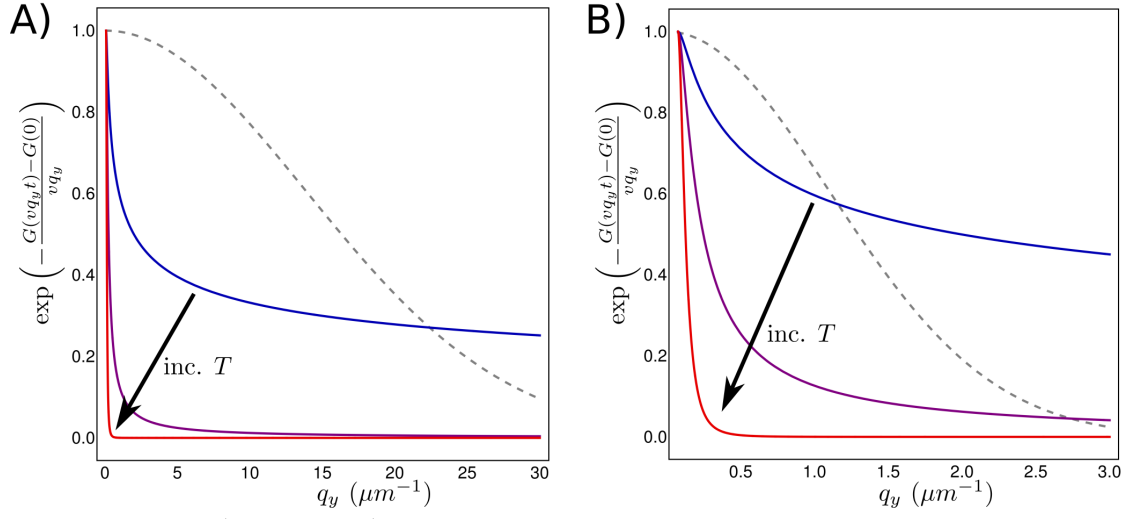 A)
exp(−G(vq_y t)−G(0)/vq_y)
1.0
0.8
0.6
0.4
0.2
0.0
inc. T
0 5 10 15 20 25 30
q_y (μm⁻¹)
B)
exp(−G(vq_y t)−G(0)/vq_y)
1.0
0.8
0.6
0.4
0.2
0.0
inc. T
0.5 1.0 1.5 2.0 2.5 3.0
q_y (μm⁻¹)